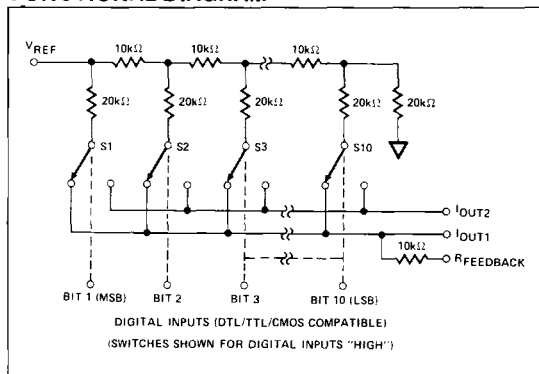 FUNCTIONAL DIAGRAM
VREF
10kΩ 10kΩ 10kΩ
20kΩ 20kΩ 20kΩ 20kΩ 20kΩ
S1 S2 S3 S10
IOUT2
IOUT1
10kΩ
RFEEDBACK
BIT 1 (MSB) BIT 2 BIT 3 BIT 10 (LSB)
DIGITAL INPUTS (DTL/TTL/CMOS COMPATIBLE)
(SWITCHES SHOWN FOR DIGITAL INPUTS "HIGH")